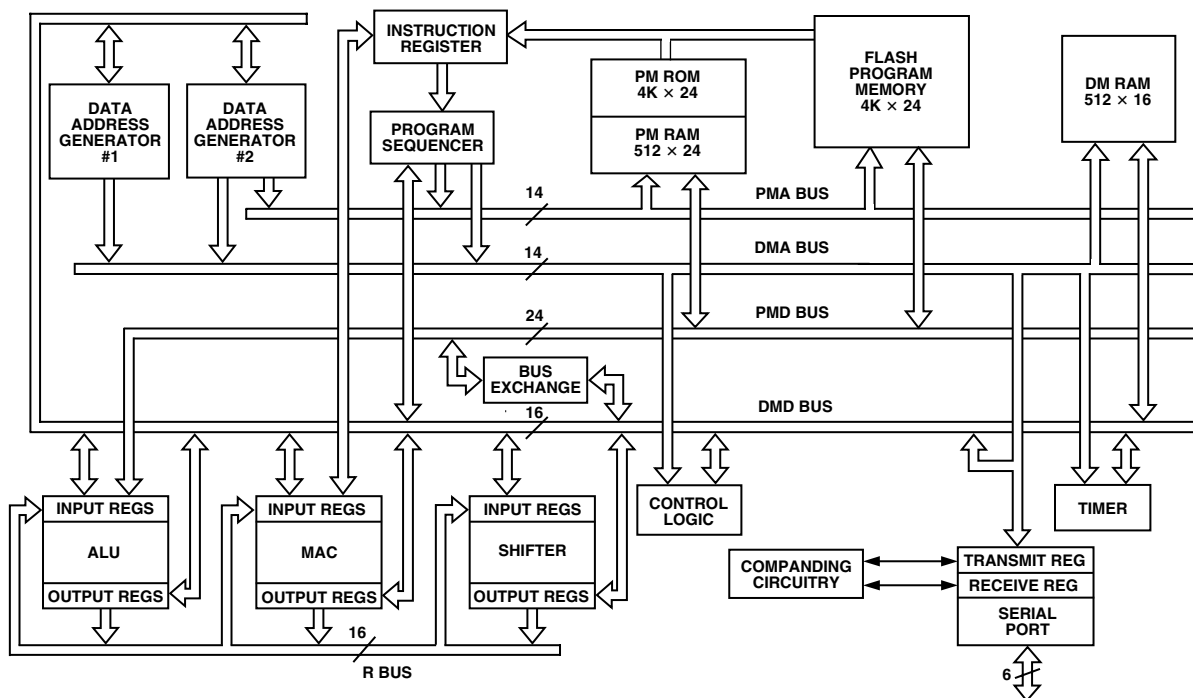 INSTRUCTION
REGISTER
FLASH
PROGRAM
MEMORY
4K × 24
PM ROM
4K × 24
DM RAM
512 × 16
DATA
ADDRESS
GENERATOR
#1
DATA
ADDRESS
GENERATOR
#2
PROGRAM
SEQUENCER
PM RAM
512 × 24
14
PMA BUS
14
DMA BUS
24
PMD BUS
BUS
EXCHANGE
16
DMD BUS
INPUT REGS
ALU
OUTPUT REGS
INPUT REGS
MAC
OUTPUT REGS
INPUT REGS
SHIFTER
OUTPUT REGS
CONTROL
LOGIC
TIMER
COMPANDING
CIRCUITRY
TRANSMIT REG
RECEIVE REG
SERIAL
PORT
16
R BUS
6